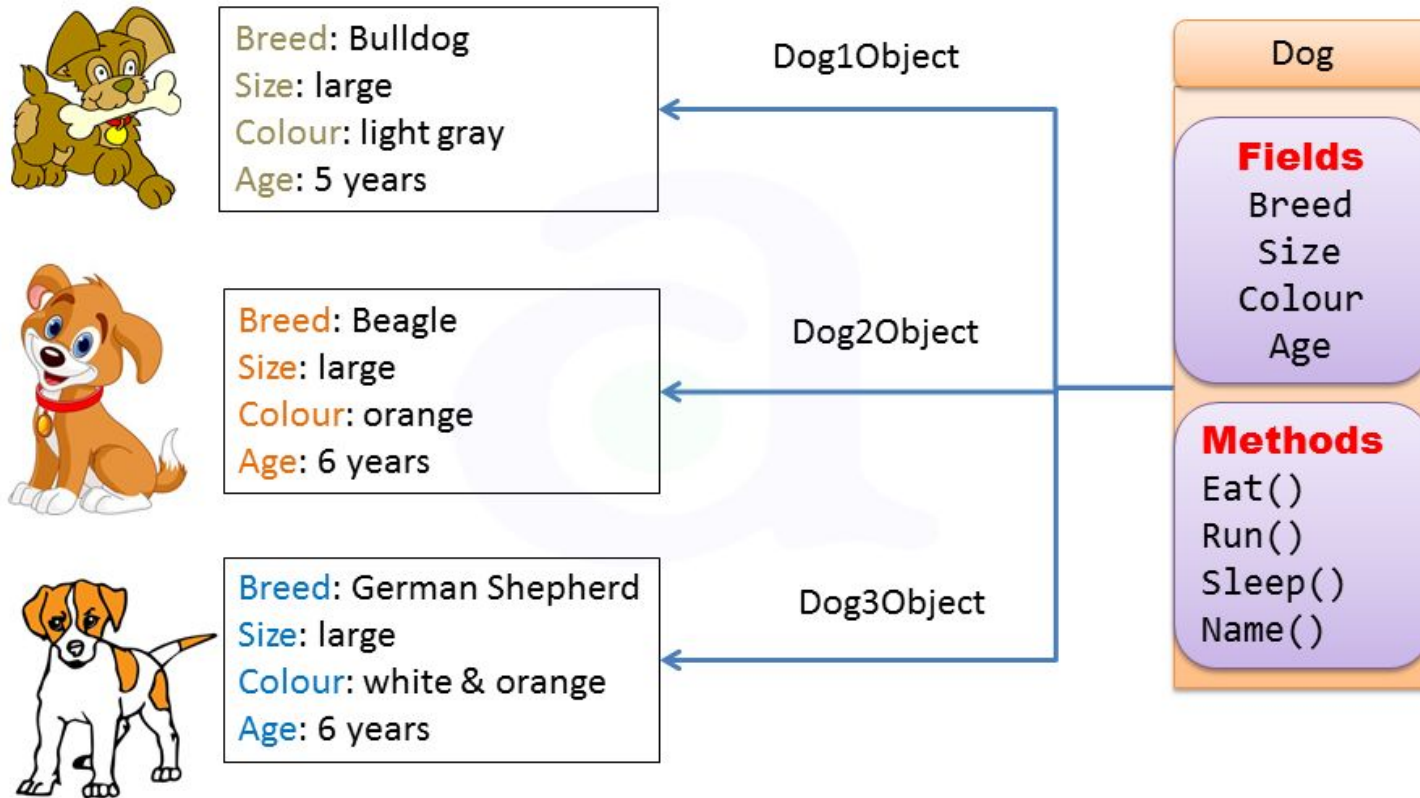 Breed: Bulldog
Size: large
Colour: light gray
Age: 5 years
Dog1Object
Breed: Beagle
Size: large
Colour: orange
Age: 6 years
Dog2Object
Breed: German Shepherd
Size: large
Colour: white & orange
Age: 6 years
Dog3Object
Dog
Fields
Breed
Size
Colour
Age
Methods
Eat()
Run()
Sleep()
Name()